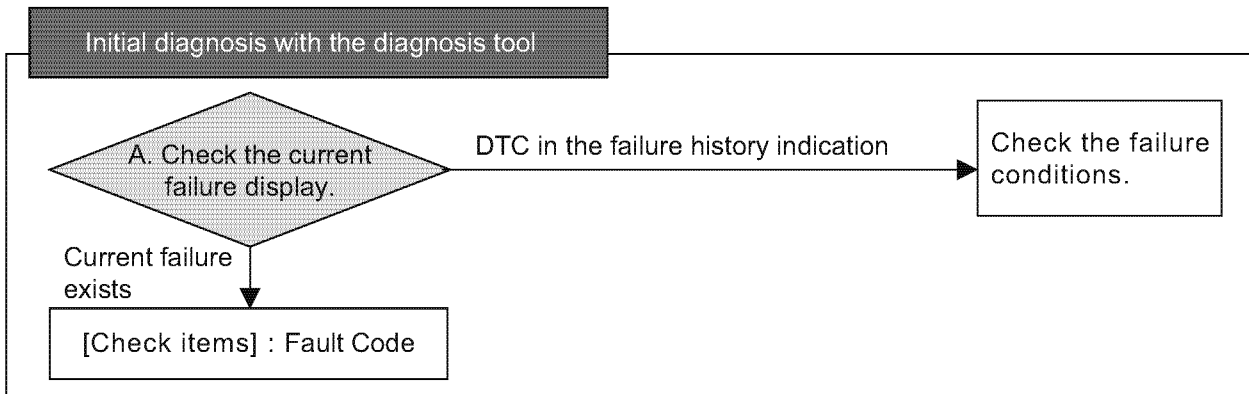 Initial diagnosis with the diagnosis tool
A. Check the current
failure display.
DTC in the failure history indication
Check the failure
conditions.
Current failure
exists
[Check items] : Fault Code